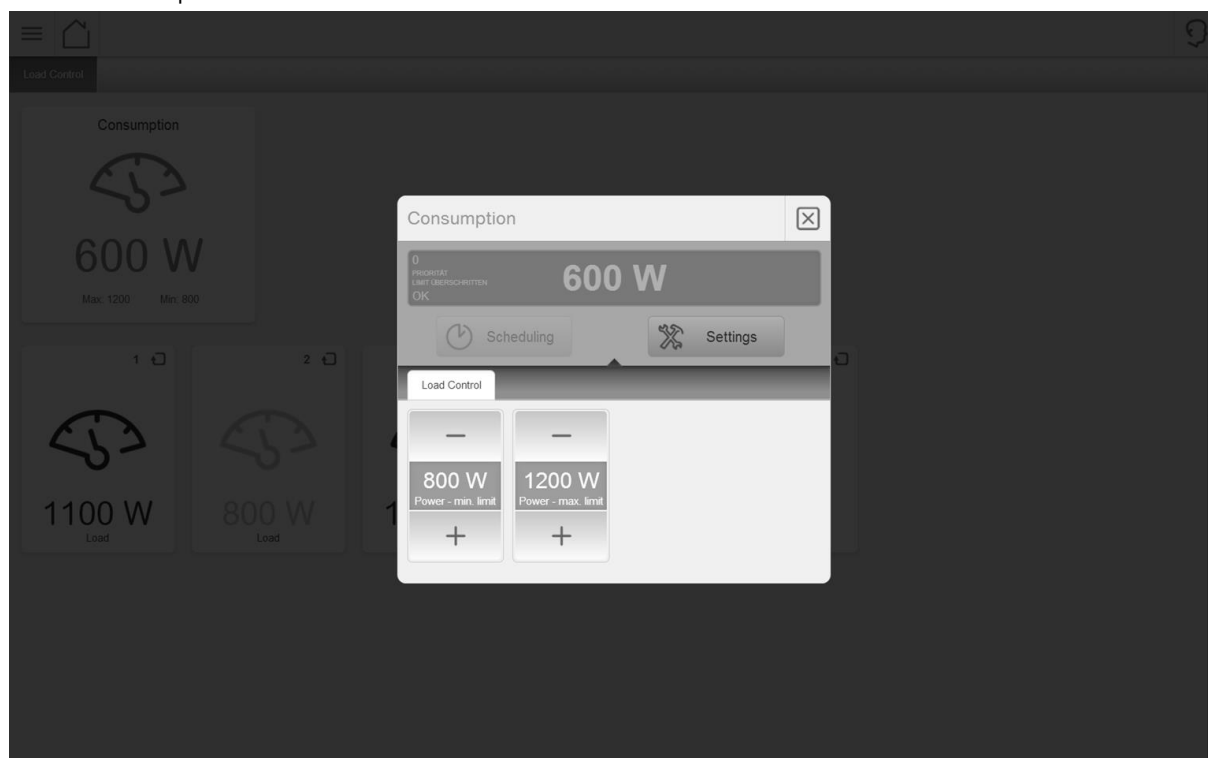 Load Control
Consumption
600 W
Max: 1200 Min: 800
1
2
1100 W
Load
800 W
Load
1
Consumption
0
PRIORITÄT
LIMIT ÜBERSCHRITTEN
OK
600 W
Scheduling
Settings
Load Control
800 W
Power - min. limit
1200 W
Power - max. limit